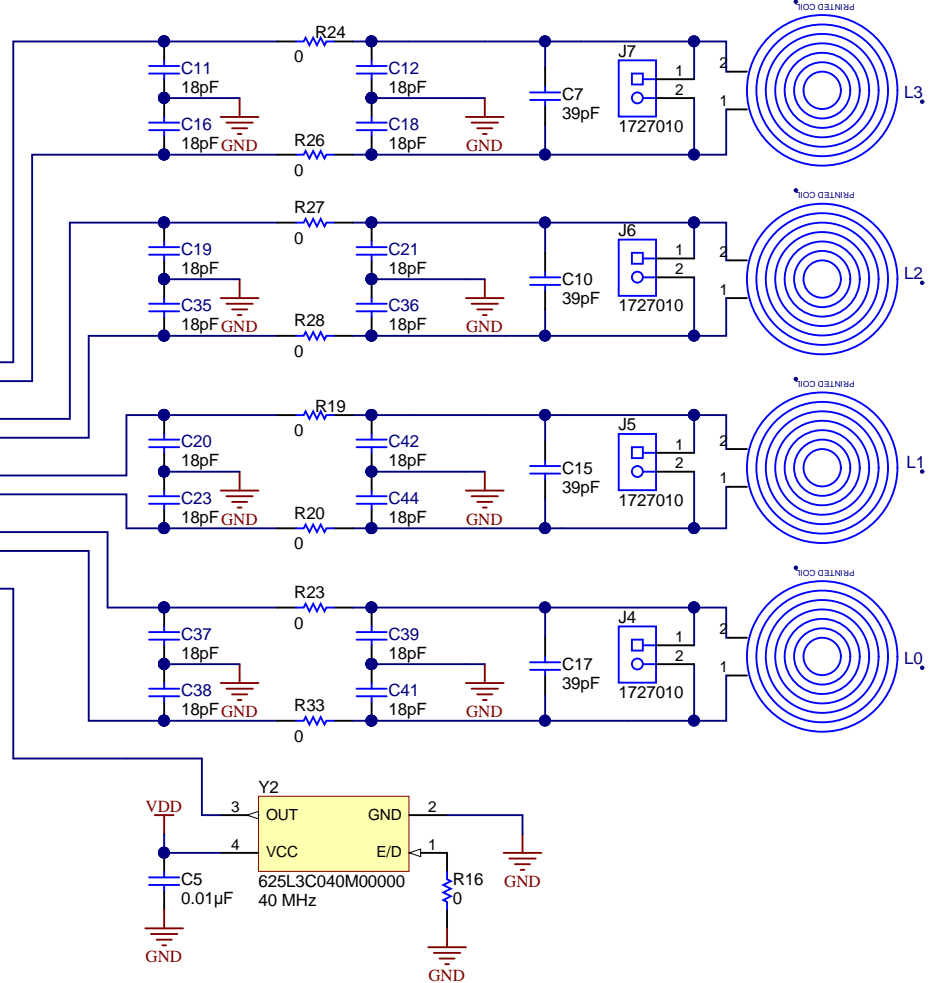 PRINTED COIL
R24
0
C11
18pF
C12
18pF
C16
18pF
GND
C18
18pF
GND
R26
0
C7
39pF
J7
1
2
1727010
2
1
L3
PRINTED COIL
R27
0
C19
18pF
C21
18pF
C35
18pF
GND
C36
18pF
GND
R28
0
C10
39pF
J6
1
2
1727010
2
1
L2
PRINTED COIL
R19
0
C20
18pF
C42
18pF
C23
18pF
GND
C44
18pF
GND
R20
0
C15
39pF
J5
1
2
1727010
2
1
L1
PRINTED COIL
R23
0
C37
18pF
C39
18pF
C38
18pF
GND
C41
18pF
GND
R33
0
C17
39pF
J4
1
2
1727010
2
1
L0
Y2
VDD
3
OUT
GND
2
4
VCC
E/D
1
625L3C040M00000
40 MHz
C5
0.01µF
GND
R16
0
GND
GND